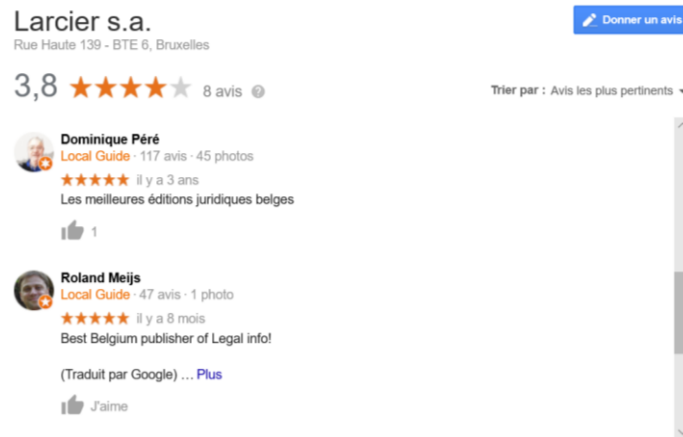 Larcier s.a.
Donner un avis
Rue Haute 139 - BTE 6, Bruxelles
3,8 8 avis ?
Trier par : Avis les plus pertinents
Dominique Péré
Local Guide · 117 avis · 45 photos
il y a 3 ans
Les meilleures éditions juridiques belges
1
Roland Meijs
Local Guide · 47 avis · 1 photo
il y a 8 mois
Best Belgium publisher of Legal info!
(Traduit par Google) ... Plus
J'aime